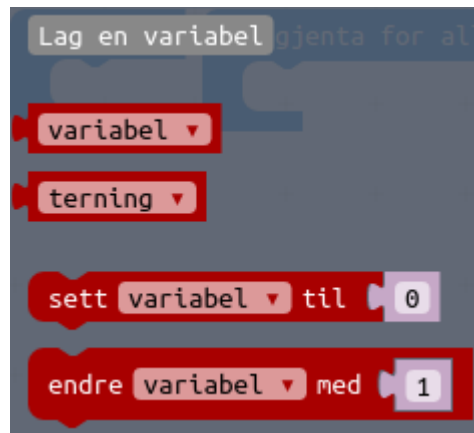 Lag en variabel gjenta for al
variabel ▼
terning ▼
sett variabel ▼ til 0
endre variabel ▼ med 1